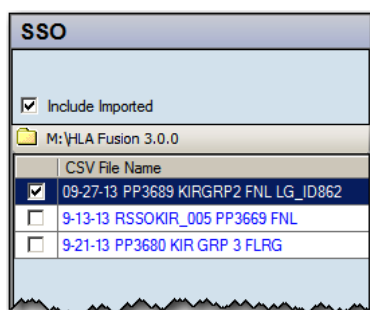 SSO
Include Imported
M:\HLA Fusion 3.0.0
CSV File Name
09-27-13 PP3689 KIRGRP2 FNL LG_ID862
9-13-13 RSSOKIR_005 PP3669 FNL
9-21-13 PP3680 KIR GRP 3 FLRG